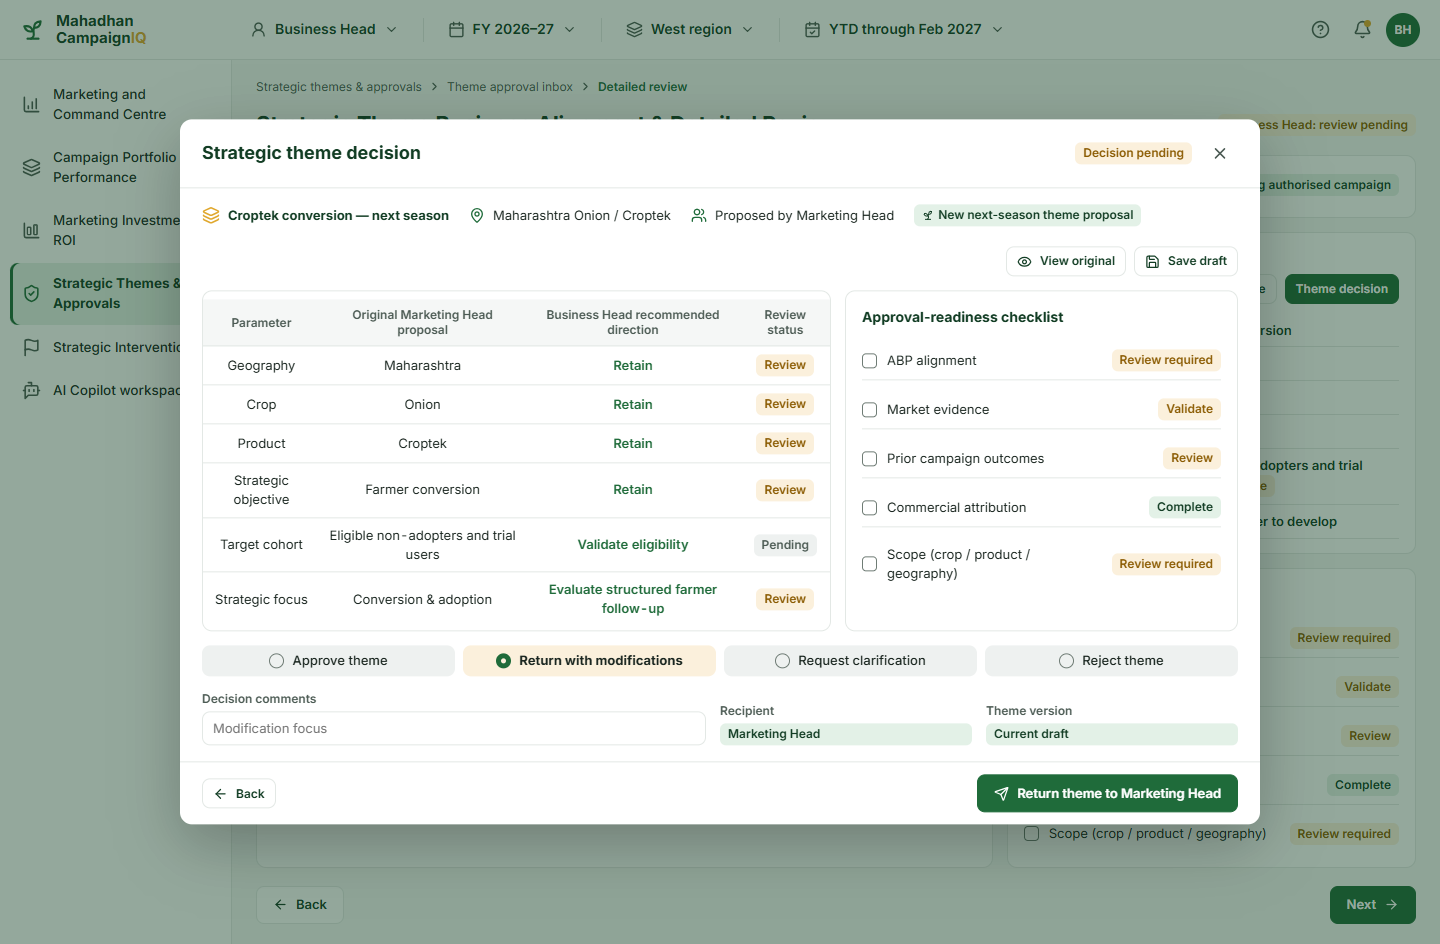 Mahadhan
CampaignIQ
Business Head
FY 2026–27
West region
YTD through Feb 2027
BH
Marketing and
Command Centre
Campaign Portfolio
Performance
Marketing Investme
ROI
Strategic Themes &
Approvals
Strategic Interventio
AI Copilot workspac
Strategic themes & approvals
Theme approval inbox
Detailed review
ess Head: review pending
g authorised campaign
Theme decision
rsion
dopters and trial
er to develop
Review required
Validate
Review
Complete
Scope (crop / product / geography)
Review required
Back
Next
Strategic theme decision
Decision pending
Croptek conversion — next season
Maharashtra Onion / Croptek
Proposed by Marketing Head
New next-season theme proposal
View original
Save draft
Parameter
Original Marketing Head
proposal
Business Head recommended
direction
Review
status
Geography
Maharashtra
Retain
Review
Crop
Onion
Retain
Review
Product
Croptek
Retain
Review
Strategic
objective
Farmer conversion
Retain
Review
Target cohort
Eligible non-adopters and trial
users
Validate eligibility
Pending
Strategic focus
Conversion & adoption
Evaluate structured farmer
follow-up
Review
Approval-readiness checklist
ABP alignment
Review required
Market evidence
Validate
Prior campaign outcomes
Review
Commercial attribution
Complete
Scope (crop / product /
geography)
Review required
Approve theme
Return with modifications
Request clarification
Reject theme
Decision comments
Modification focus
Recipient
Marketing Head
Theme version
Current draft
Back
Return theme to Marketing Head